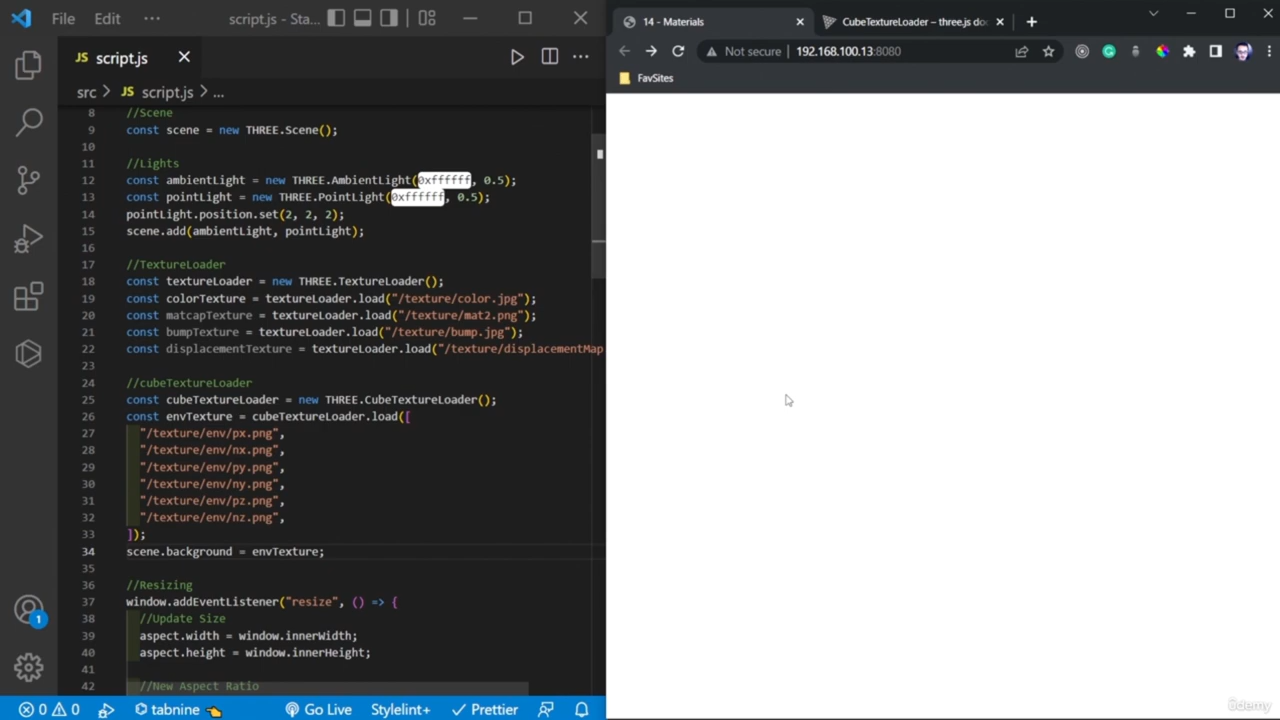 File Edit ··· script.js - Sta...
JS script.js
src > JS script.js > ...
8 //Scene
9 const scene = new THREE.Scene();
10
11 //Lights
12 const ambientLight = new THREE.AmbientLight(0xffffff, 0.5);
13 const pointLight = new THREE.PointLight(0xffffff, 0.5);
14 pointLight.position.set(2, 2, 2);
15 scene.add(ambientLight, pointLight);
16
17 //TextureLoader
18 const textureLoader = new THREE.TextureLoader();
19 const colorTexture = textureLoader.load("/texture/color.jpg");
20 const matcapTexture = textureLoader.load("/texture/mat2.png");
21 const bumpTexture = textureLoader.load("/texture/bump.jpg");
22 const displacementTexture = textureLoader.load("/texture/displacementMap
23
24 //cubeTextureLoader
25 const cubeTextureLoader = new THREE.CubeTextureLoader();
26 const envTexture = cubeTextureLoader.load([
27 "/texture/env/px.png",
28 "/texture/env/nx.png",
29 "/texture/env/py.png",
30 "/texture/env/ny.png",
31 "/texture/env/pz.png",
32 "/texture/env/nz.png",
33 ]);
34 scene.background = envTexture;
35
36 //Resizing
37 window.addEventListener("resize", () => {
38 //Update Size
39 aspect.width = window.innerWidth;
40 aspect.height = window.innerHeight;
41
42 //New Aspect Ratio
1
0 0 tabnine Go Live Stylelint+ Prettier
14 - Materials
CubeTextureLoader – three.js do
Not secure 192.168.100.13:8080
FavSites
ûdemy